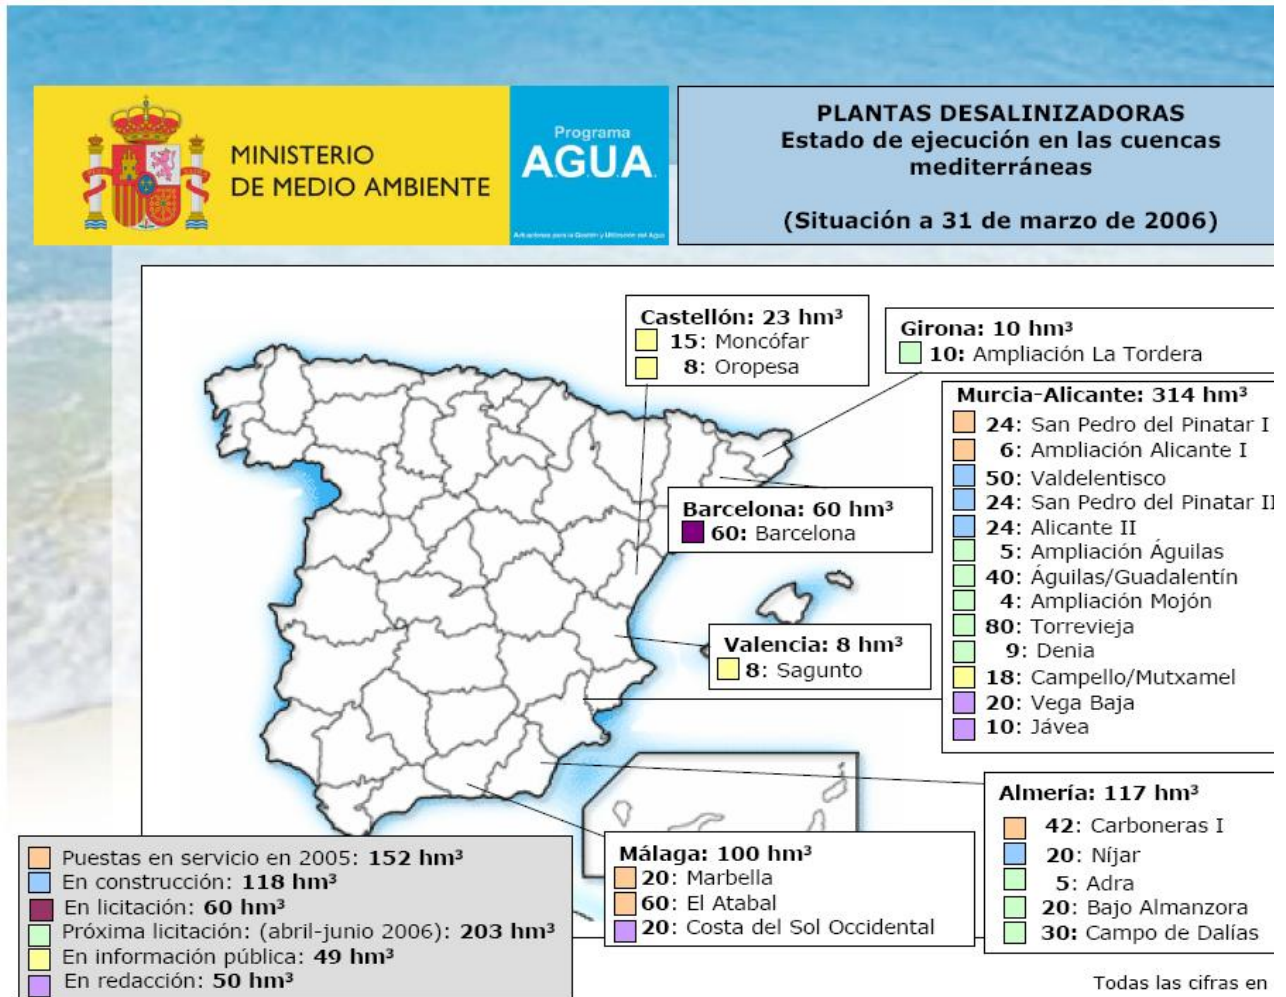 MINISTERIO
DE MEDIO AMBIENTE
Programa
A.G.U.A.
Actuaciones para la Gestión y Utilización del Agua
PLANTAS DESALINIZADORAS
Estado de ejecución en las cuencas
mediterráneas
(Situación a 31 de marzo de 2006)
Castellón: 23 hm³
15: Moncófar
8: Oropesa
Girona: 10 hm³
10: Ampliación La Tordera
Murcia-Alicante: 314 hm³
24: San Pedro del Pinatar I
6: Ampliación Alicante I
50: Valdelentisco
24: San Pedro del Pinatar II
24: Alicante II
5: Ampliación Águilas
40: Águilas/Guadalentín
4: Ampliación Mojón
80: Torrevieja
9: Denia
18: Campello/Mutxamel
20: Vega Baja
10: Jávea
Barcelona: 60 hm³
60: Barcelona
Valencia: 8 hm³
8: Sagunto
Almería: 117 hm³
42: Carboneras I
20: Níjar
5: Adra
20: Bajo Almanzora
30: Campo de Dalías
Málaga: 100 hm³
20: Marbella
60: El Atabal
20: Costa del Sol Occidental
Puestas en servicio en 2005: 152 hm³
En construcción: 118 hm³
En licitación: 60 hm³
Próxima licitación: (abril-junio 2006): 203 hm³
En información pública: 49 hm³
En redacción: 50 hm³
Todas las cifras en